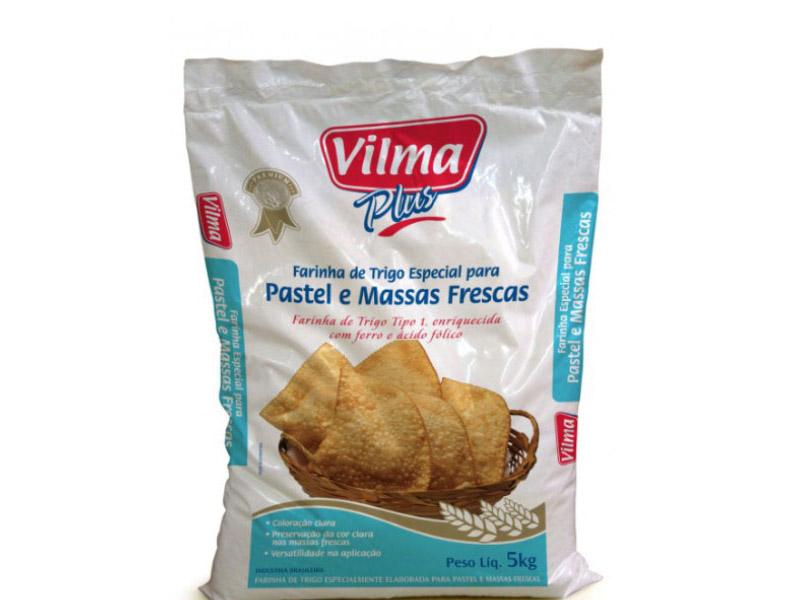 Vilma
Plus
PREMIUM
Vilma
Farinha Especial para
Pastel e Massas Frescas
Farinha de Trigo Especial para
Pastel e Massas Frescas
Farinha de Trigo Tipo 1, enriquecida
com ferro e ácido fólico
Farinha Especial para
Pastel e Massas Frescas
Vilma
• Coloração clara
• Preservação da cor clara
nas massas frescas
• Versatilidade na aplicação
Peso Líq. 5kg
INDÚSTRIA BRASILEIRA
FARINHA DE TRIGO ESPECIALMENTE ELABORADA PARA PASTEL E MASSAS FRESCAS